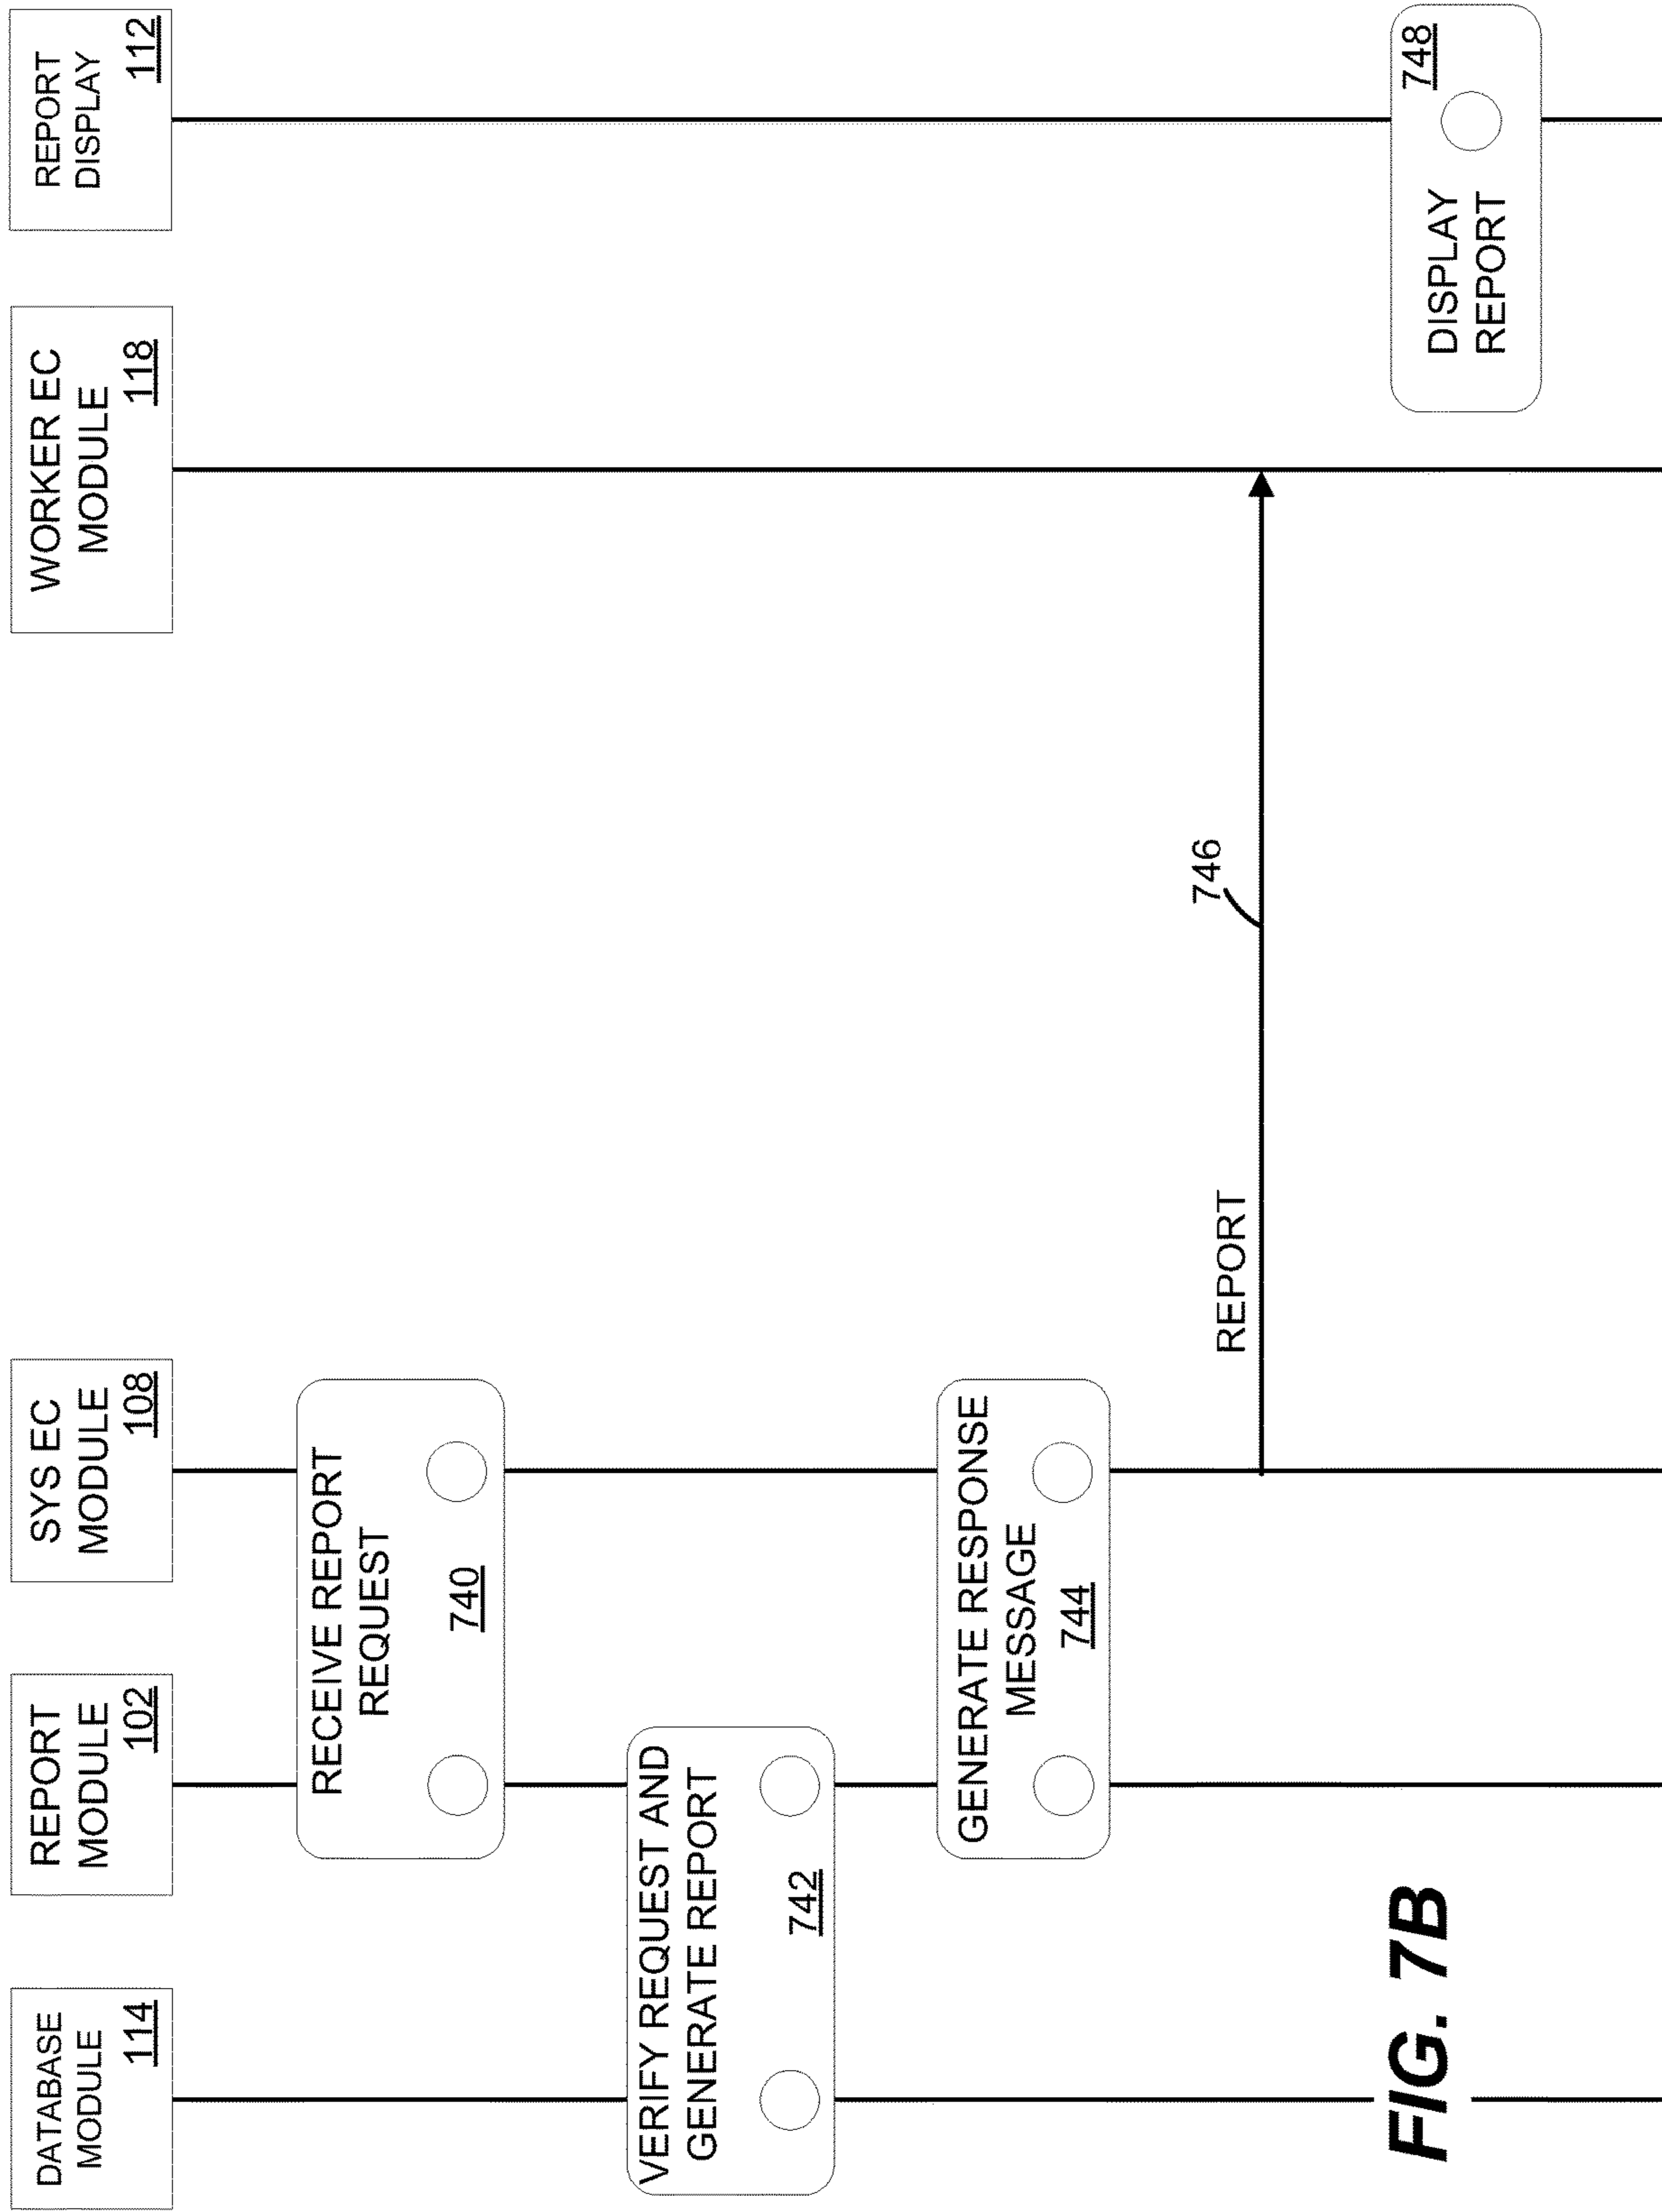 DATABASE
MODULE
114
REPORT
MODULE
102
SYS EC
MODULE
108
WORKER EC
MODULE
118
REPORT
DISPLAY
112
RECEIVE REPORT
REQUEST
740
VERIFY REQUEST AND
GENERATE REPORT
742
GENERATE RESPONSE
MESSAGE
744
REPORT
746
DISPLAY
REPORT
748
FIG. 7B